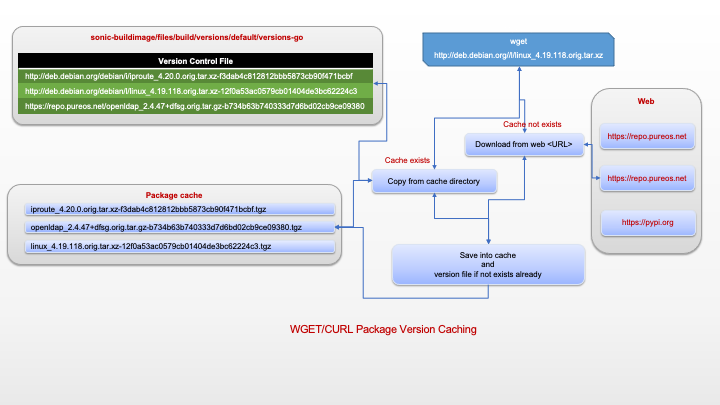 sonic-buildimage/files/build/versions/default/versions-go
Version Control File
http://deb.debian.org/debian/i/iproute_4.20.0.orig.tar.xz-f3dab4c812812bbb5873cb90f471bcbf
http://deb.debian.org/debian/l/linux_4.19.118.orig.tar.xz-12f0a53ac0579cb01404de3bc62224c3
https://repo.pureos.net/openldap_2.4.47+dfsg.orig.tar.gz-b734b63b740333d7d6bd02cb9ce09380
wget
http://deb.debian.org/l/linux_4.19.118.orig.tar.xz
Cache not exists
Download from web <URL>
Cache exists
Copy from cache directory
Web
https://repo.pureos.net
https://repo.pureos.net
https://pypi.org
Package cache
iproute_4.20.0.orig.tar.xz-f3dab4c812812bbb5873cb90f471bcbf.tgz
openldap_2.4.47+dfsg.orig.tar.gz-b734b63b740333d7d6bd02cb9ce09380.tgz
linux_4.19.118.orig.tar.xz-12f0a53ac0579cb01404de3bc62224c3.tgz
Save into cache
and
version file if not exists already
WGET/CURL Package Version Caching